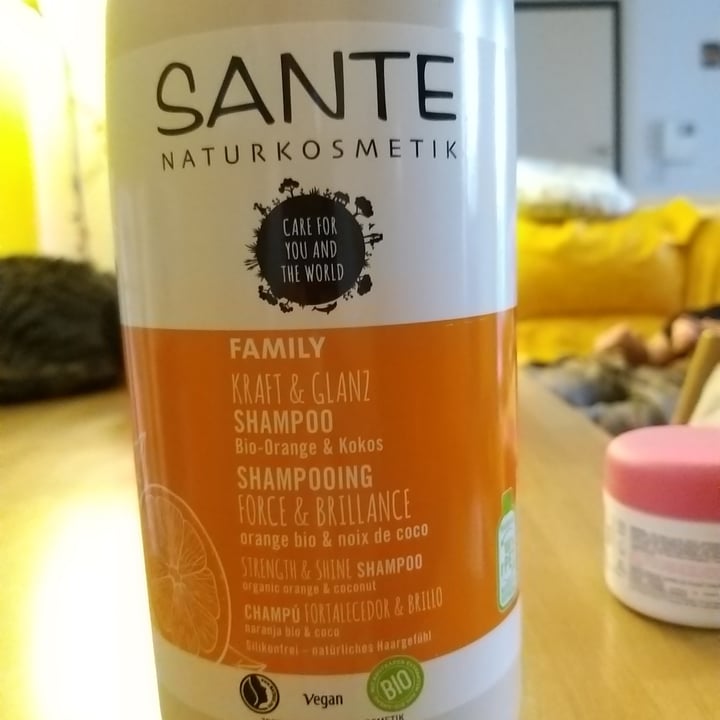 SANTE
NATURKOSMETIK
CARE FOR
YOU AND
THE WORLD
FAMILY
KRAFT & GLANZ
SHAMPOO
Bio-Orange & Kokos
SHAMPOOING
FORCE & BRILLANCE
orange bio & noix de coco
STRENGTH & SHINE SHAMPOO
organic orange & coconut
CHAMPÚ FORTALECEDOR & BRILLO
naranja bio & coco
Silikonfrei – natürliches Haargefühl
Vegan
BIO